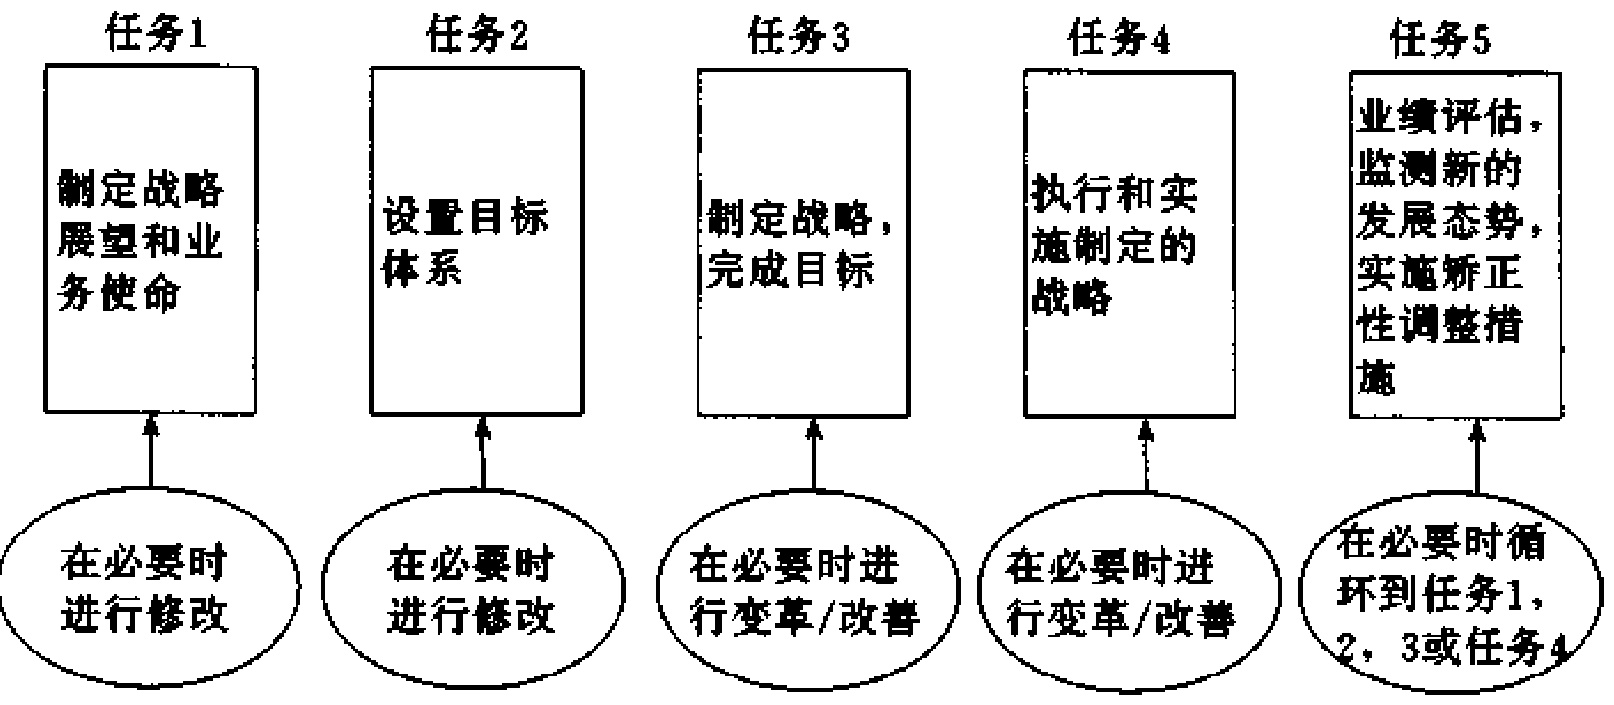 任务1
任务2
任务3
任务4
任务5
制定战略
展望和业
务使命
设置目标
体系
制定战略，
完成目标
执行和实
施制定的
战略
业绩评估，
监测新的
发展态势，
实施矫正
性调整措
施
在必要时
进行修改
在必要时
进行修改
在必要时进
行变革/改善
在必要时进
行变革/改善
在必要时循
环到任务1，
2，3或任务4